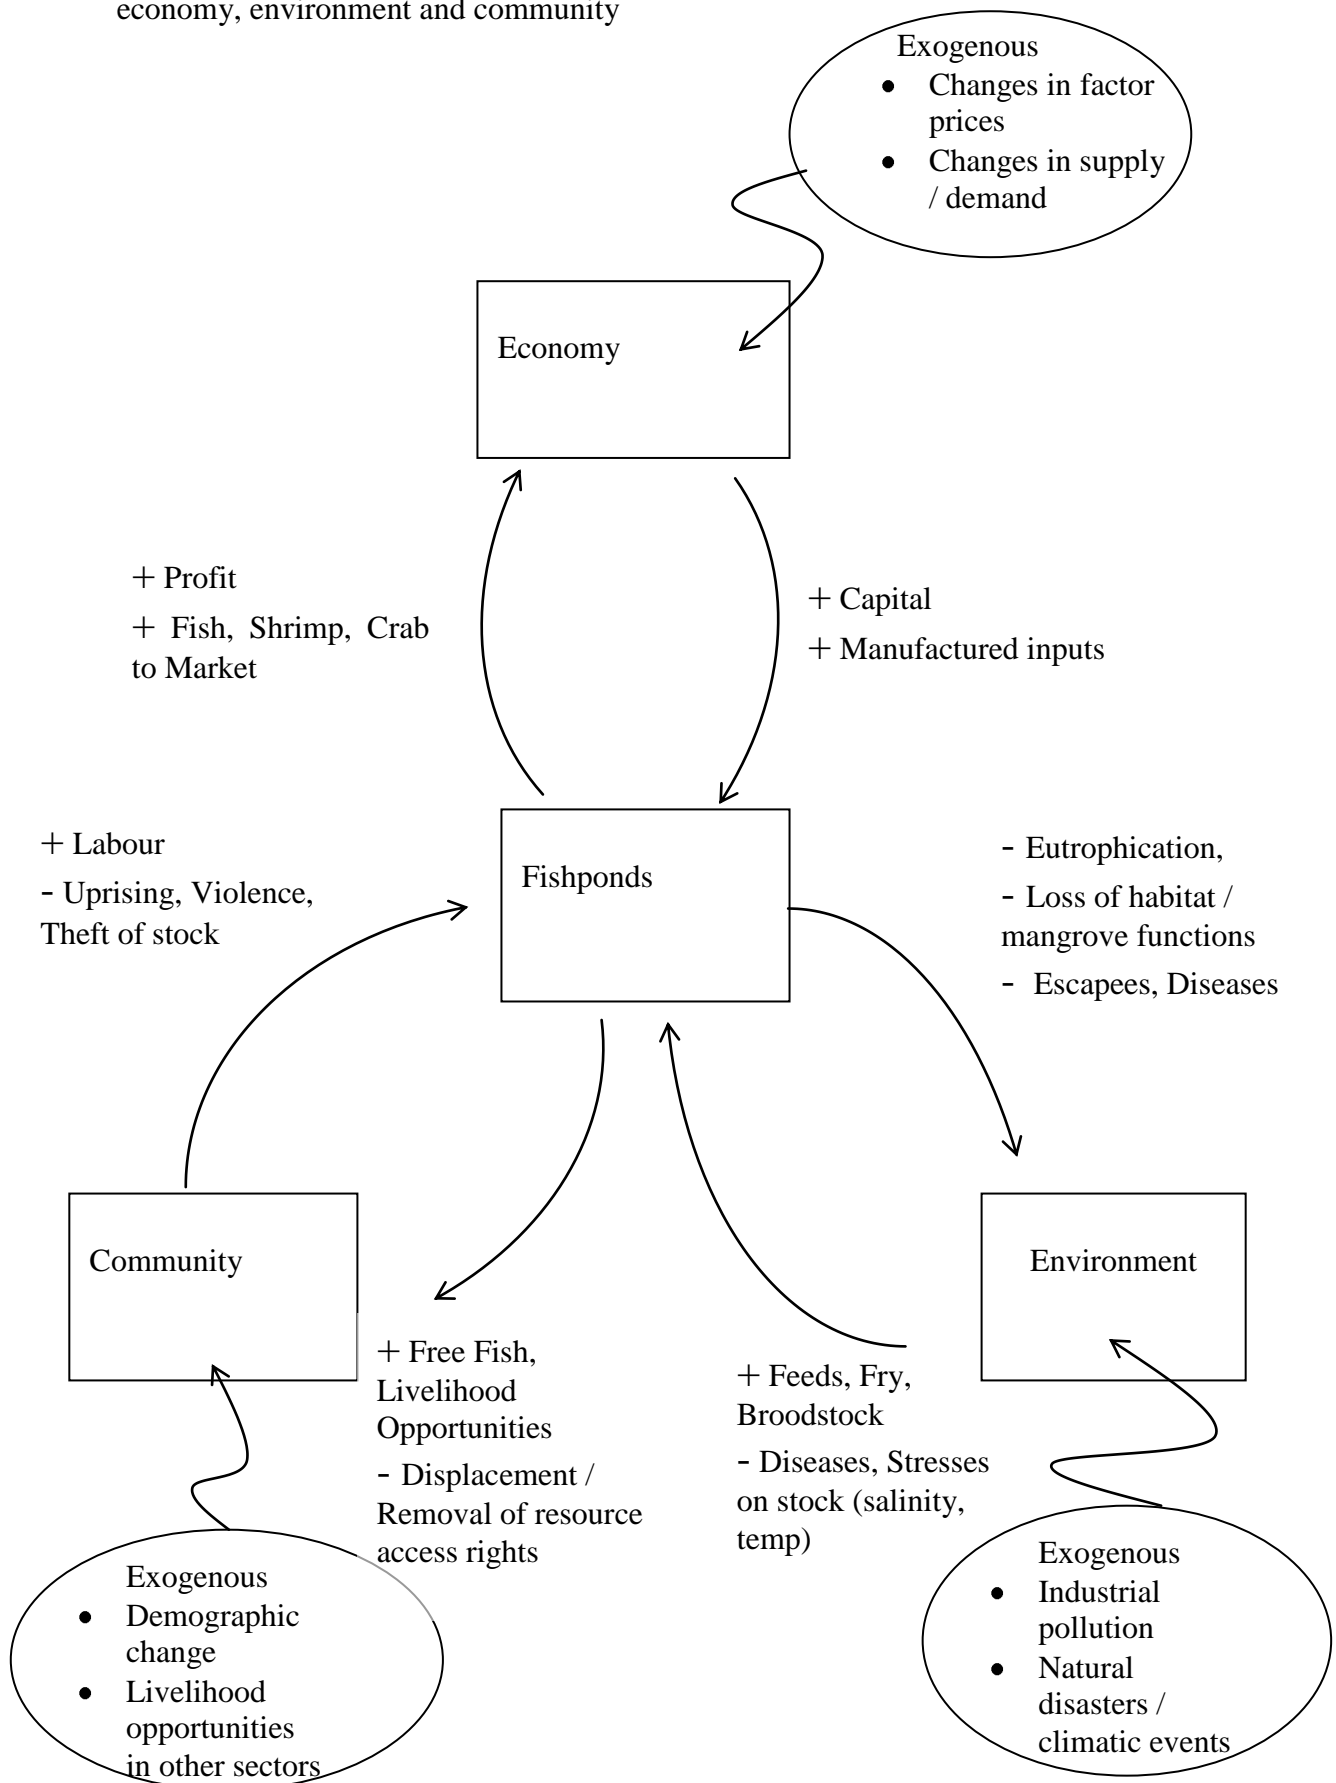 economy, environment and community
Exogenous
• Changes in factor
prices
• Changes in supply
/ demand
Economy
+ Profit
+ Fish, Shrimp, Crab
to Market
+ Capital
+ Manufactured inputs
+ Labour
- Uprising, Violence,
Theft of stock
Fishponds
- Eutrophication,
- Loss of habitat /
mangrove functions
- Escapees, Diseases
Community
Environment
+ Free Fish,
Livelihood
Opportunities
- Displacement /
Removal of resource
access rights
+ Feeds, Fry,
Broodstock
- Diseases, Stresses
on stock (salinity,
temp)
Exogenous
• Demographic
change
• Livelihood
opportunities
in other sectors
Exogenous
• Industrial
pollution
• Natural
disasters /
climatic events